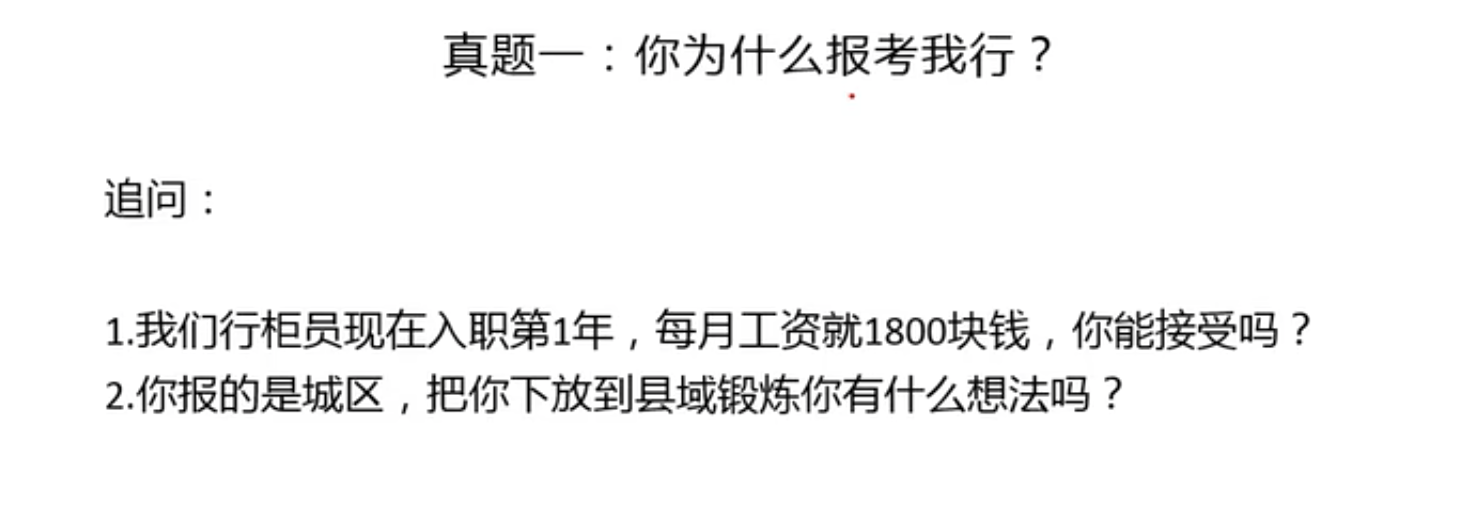 真题一：你为什么报考我行？
追问：
1.我们行柜员现在入职第1年，每月工资就1800块钱，你能接受吗？
2.你报的是城区，把你下放到县域锻炼你有什么想法吗？